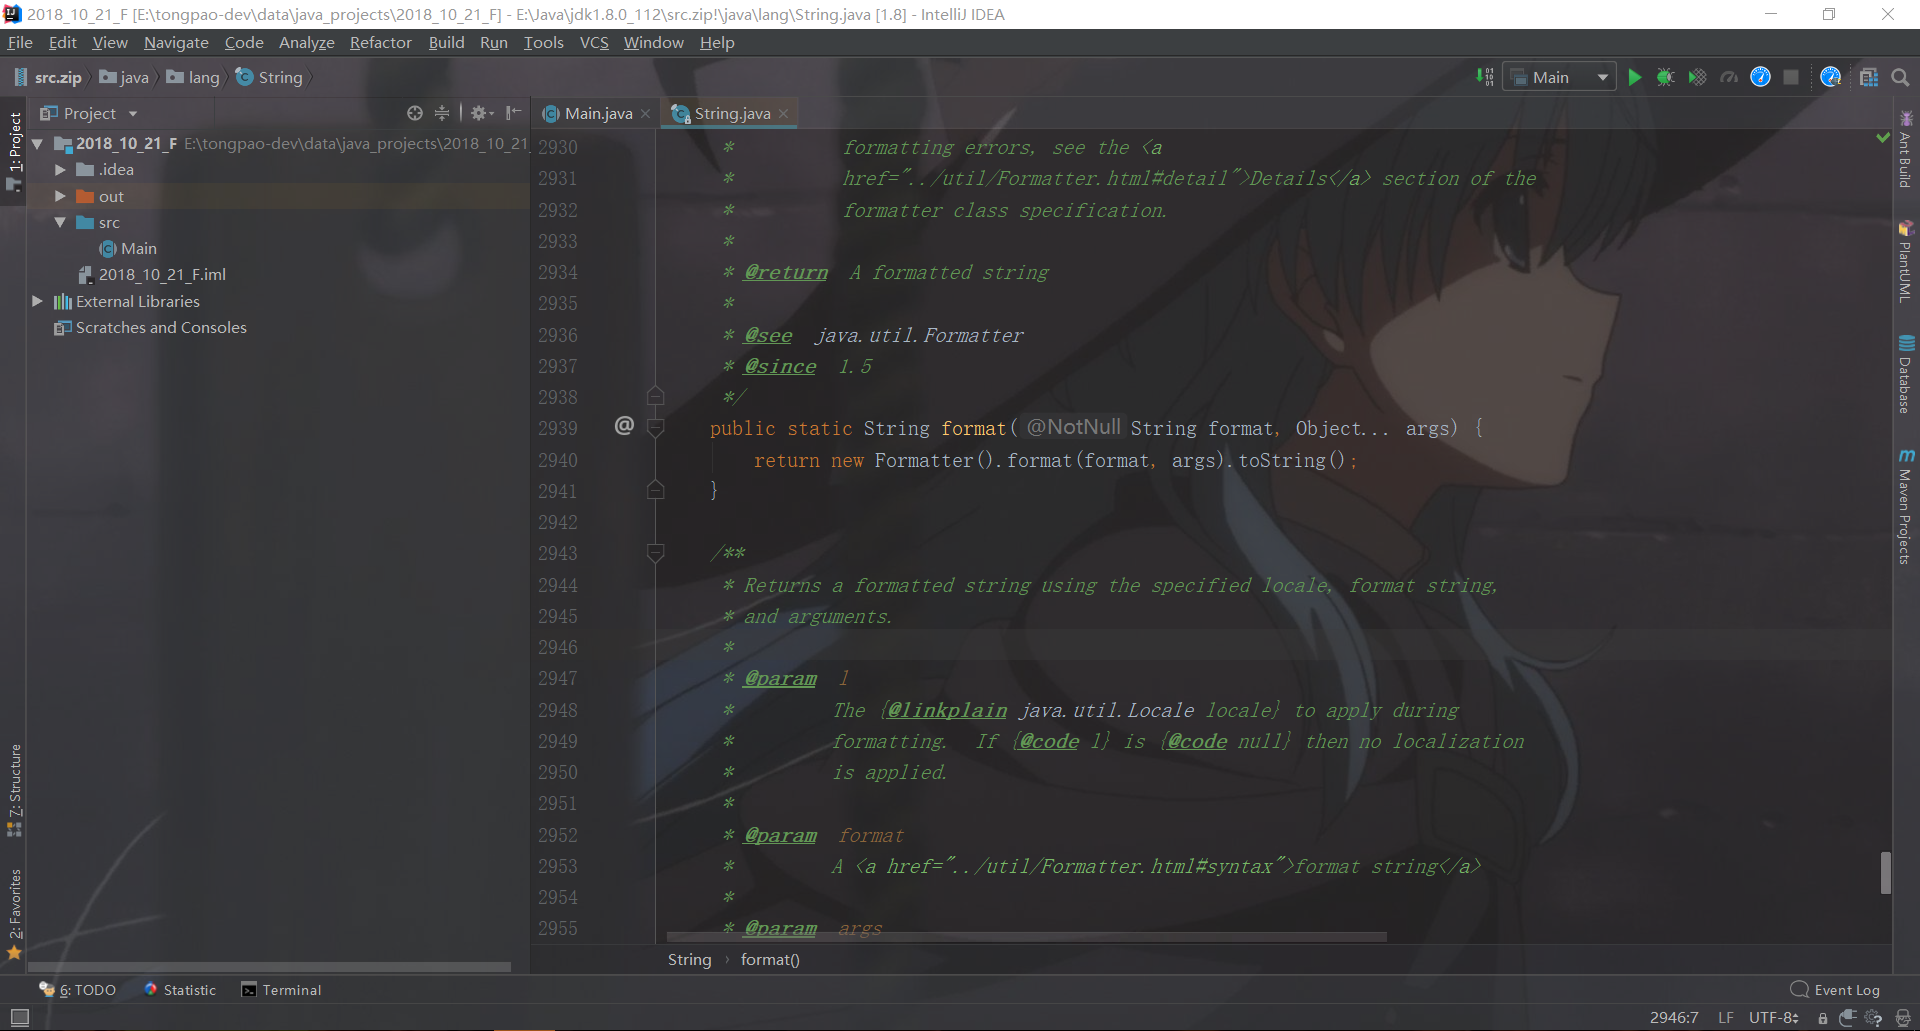 2018_10_21_F [E:\tongpao-dev\data\java_projects\2018_10_21_F] - E:\Java\jdk1.8.0_112\src.zip!\java\lang\String.java [1.8] - IntelliJ IDEA
File Edit View Navigate Code Analyze Refactor Build Run Tools VCS Window Help
src.zip java lang String Main
Project
Main.java String.java
1: Project
7: Structure
2: Favorites
2018_10_21_F E:\tongpao-dev\data\java_projects\2018_10_21_
.idea
out
src
Main
2018_10_21_F.iml
External Libraries
Scratches and Consoles
2930 * formatting errors, see the <a
2931 * href="../util/Formatter.html#detail">Details</a> section of the
2932 * formatter class specification.
2933 *
2934 * @return A formatted string
2935 *
2936 * @see java.util.Formatter
2937 * @since 1.5
2938 */
2939 @ public static String format( @NotNull String format, Object... args) {
2940 return new Formatter().format(format, args).toString();
2941 }
2942
2943 /**
2944 * Returns a formatted string using the specified locale, format string,
2945 * and arguments.
2946 *
2947 * @param l
2948 * The {@linkplain java.util.Locale locale} to apply during
2949 * formatting. If {@code l} is {@code null} then no localization
2950 * is applied.
2951 *
2952 * @param format
2953 * A <a href="../util/Formatter.html#syntax">format string</a>
2954 *
2955 * @param args
Ant Build
PlantUML
Database
Maven Projects
String › format()
6: TODO Statistic Terminal Event Log
2946:7 LF UTF-8